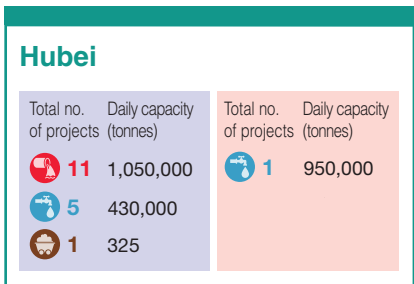 Hubei
Total no. Daily capacity
of projects (tonnes)
11 1,050,000
5 430,000
1 325
Total no. Daily capacity
of projects (tonnes)
1 950,000